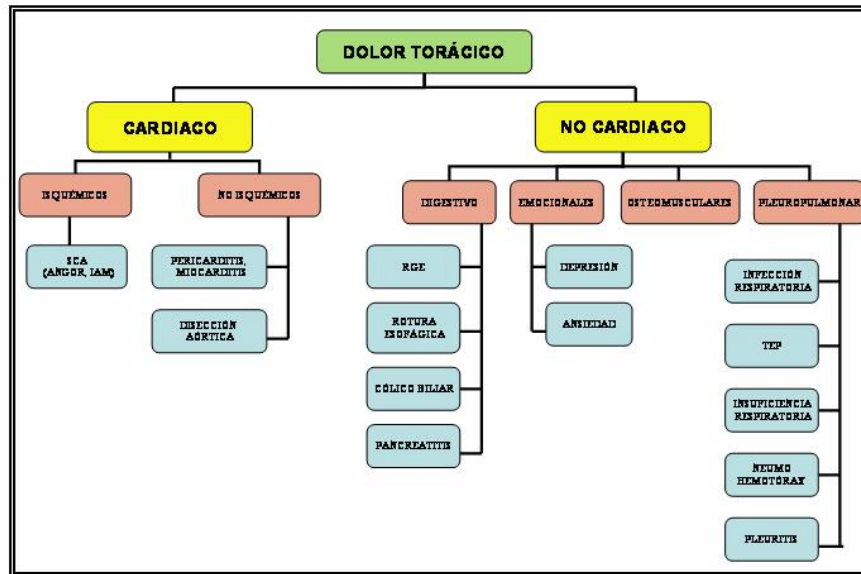 DOLOR TORÁCICO
CARDIACO
NO CARDIACO
ISQUÉMICOS
NO ISQUÉMICOS
DIGESTIVO
EMOCIONALES
OSTEOMUSCULARES
PLEUROPULMONAR
SCA
(ANGOR, IAM)
PERICARDITIS,
MIOCARDITIS
DISECCIÓN
AÓRTICA
RGE
ROTURA
ESOFÁGICA
CÓLICO BILIAR
PANCREATITIS
DEPRESIÓN
ANSIEDAD
INFECCIÓN
RESPIRATORIA
TEP
INSUFICIENCIA
RESPIRATORIA
NEUMO
HEMOTÓRAX
PLEURITIS